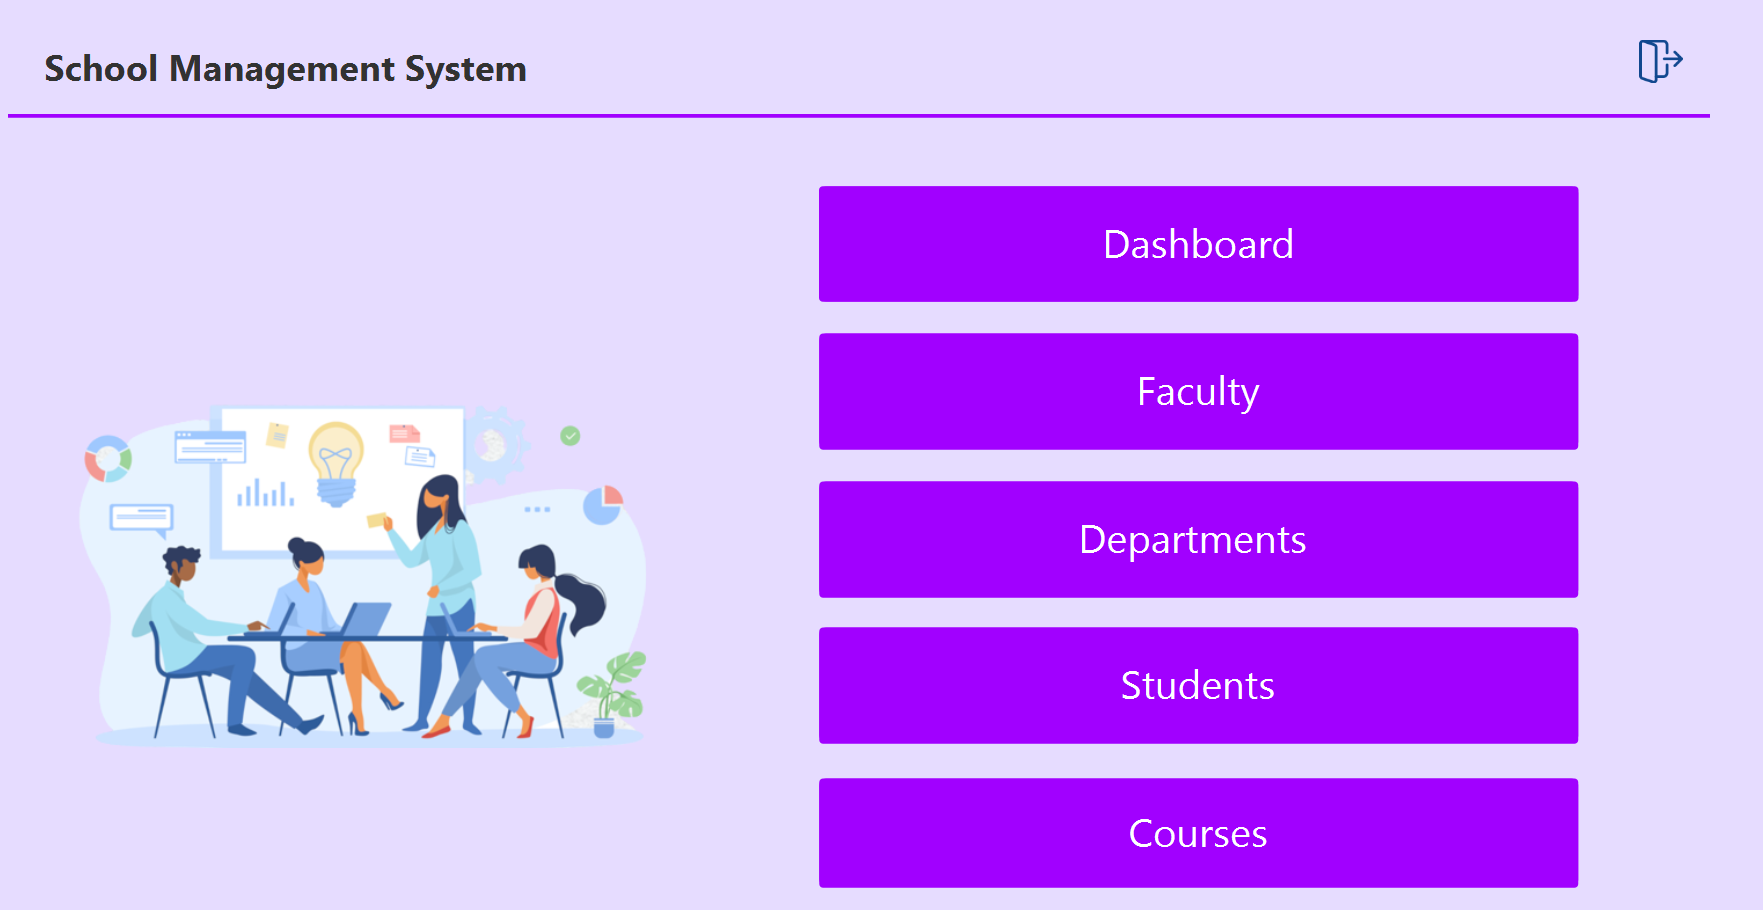 School Management System
Dashboard
Faculty
Departments
Students
Courses